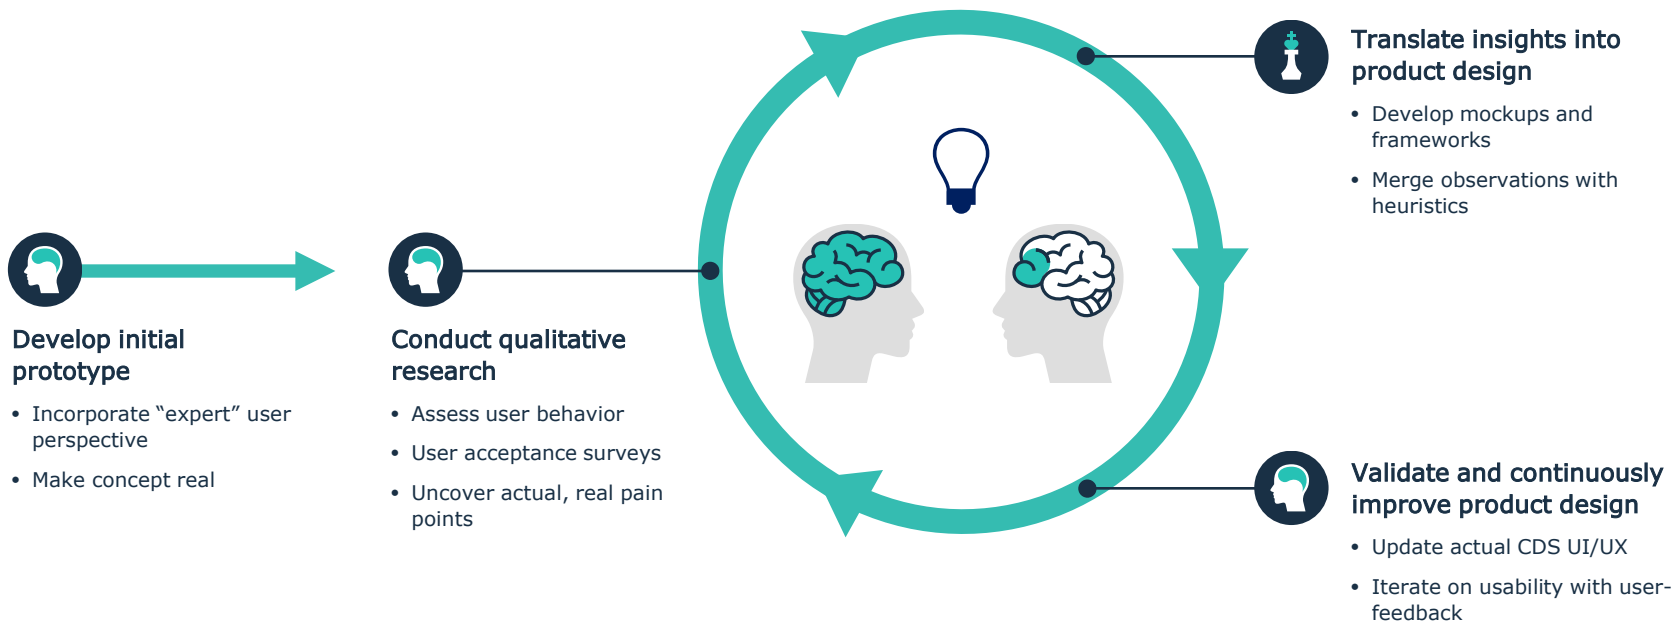 Develop initial
prototype
• Incorporate “expert” user
perspective
• Make concept real
Conduct qualitative
research
• Assess user behavior
• User acceptance surveys
• Uncover actual, real pain
points
Translate insights into
product design
• Develop mockups and
frameworks
• Merge observations with
heuristics
Validate and continuously
improve product design
• Update actual CDS UI/UX
• Iterate on usability with user-
feedback